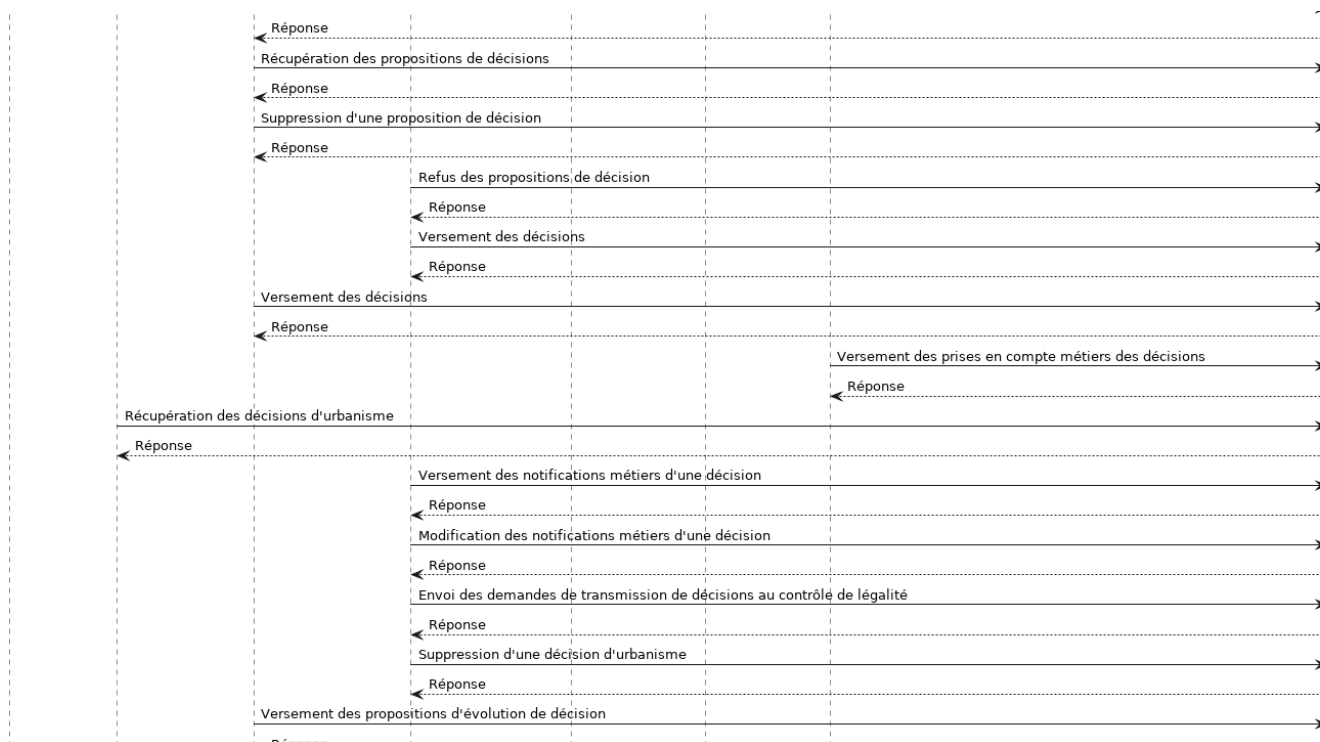 Réponse
Récupération des propositions de décisions
Réponse
Suppression d'une proposition de décision
Réponse
Refus des propositions de décision
Réponse
Versement des décisions
Réponse
Versement des décisions
Réponse
Versement des prises en compte métiers des décisions
Réponse
Récupération des décisions d'urbanisme
Réponse
Versement des notifications métiers d'une décision
Réponse
Modification des notifications métiers d'une décision
Réponse
Envoi des demandes de transmission de décisions au contrôle de légalité
Réponse
Suppression d'une décision d'urbanisme
Réponse
Versement des propositions d'évolution de décision
Réponse